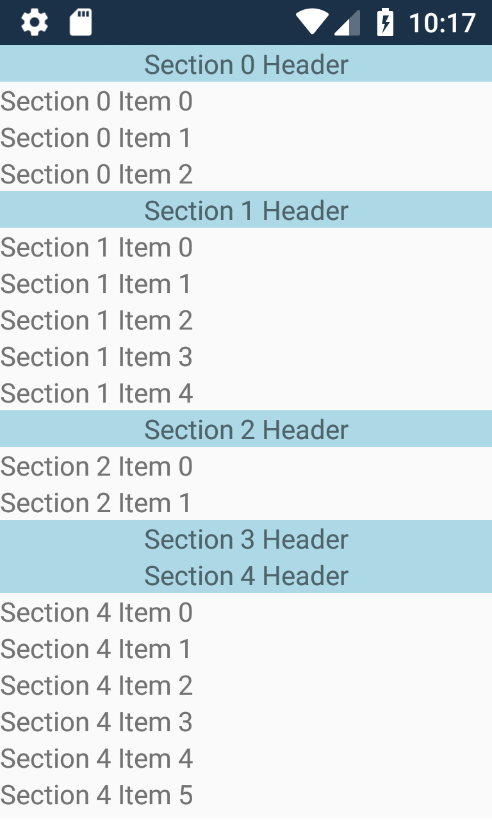 10:17
Section 0 Header
Section 0 Item 0
Section 0 Item 1
Section 0 Item 2
Section 1 Header
Section 1 Item 0
Section 1 Item 1
Section 1 Item 2
Section 1 Item 3
Section 1 Item 4
Section 2 Header
Section 2 Item 0
Section 2 Item 1
Section 3 Header
Section 4 Header
Section 4 Item 0
Section 4 Item 1
Section 4 Item 2
Section 4 Item 3
Section 4 Item 4
Section 4 Item 5